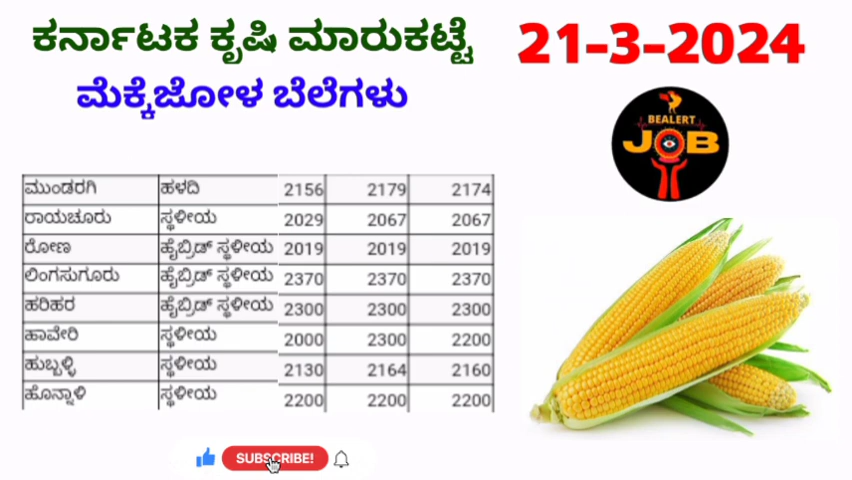 ಕರ್ನಾಟಕ ಕೃಷಿ ಮಾರುಕಟ್ಟೆ 21-3-2024
ಮೆಕ್ಕೆಜೋಳ ಬೆಲೆಗಳು
BEALERT
JOB
ಮುಂಡರಗಿ ಹಳದಿ 2156 2179 2174
ರಾಯಚೂರು ಸ್ಥಳೀಯ 2029 2067 2067
ರೋಣ ಹೈಬ್ರಿಡ್ ಸ್ಥಳೀಯ 2019 2019 2019
ಲಿಂಗಸುಗೂರು ಹೈಬ್ರಿಡ್ ಸ್ಥಳೀಯ 2370 2370 2370
ಹರಿಹರ ಹೈಬ್ರಿಡ್ ಸ್ಥಳೀಯ 2300 2300 2300
ಹಾವೇರಿ ಸ್ಥಳೀಯ 2000 2300 2200
ಹುಬ್ಬಳ್ಳಿ ಸ್ಥಳೀಯ 2130 2164 2160
ಹೊನ್ನಾಳಿ ಸ್ಥಳೀಯ 2200 2200 2200
SUBSCRIBE!